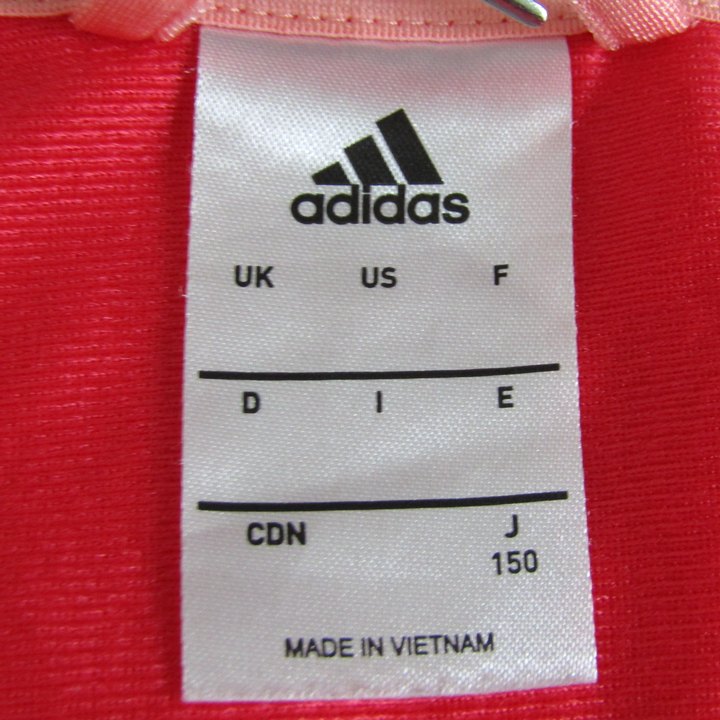 adidas
UK US F
D I E
CDN J
150
MADE IN VIETNAM